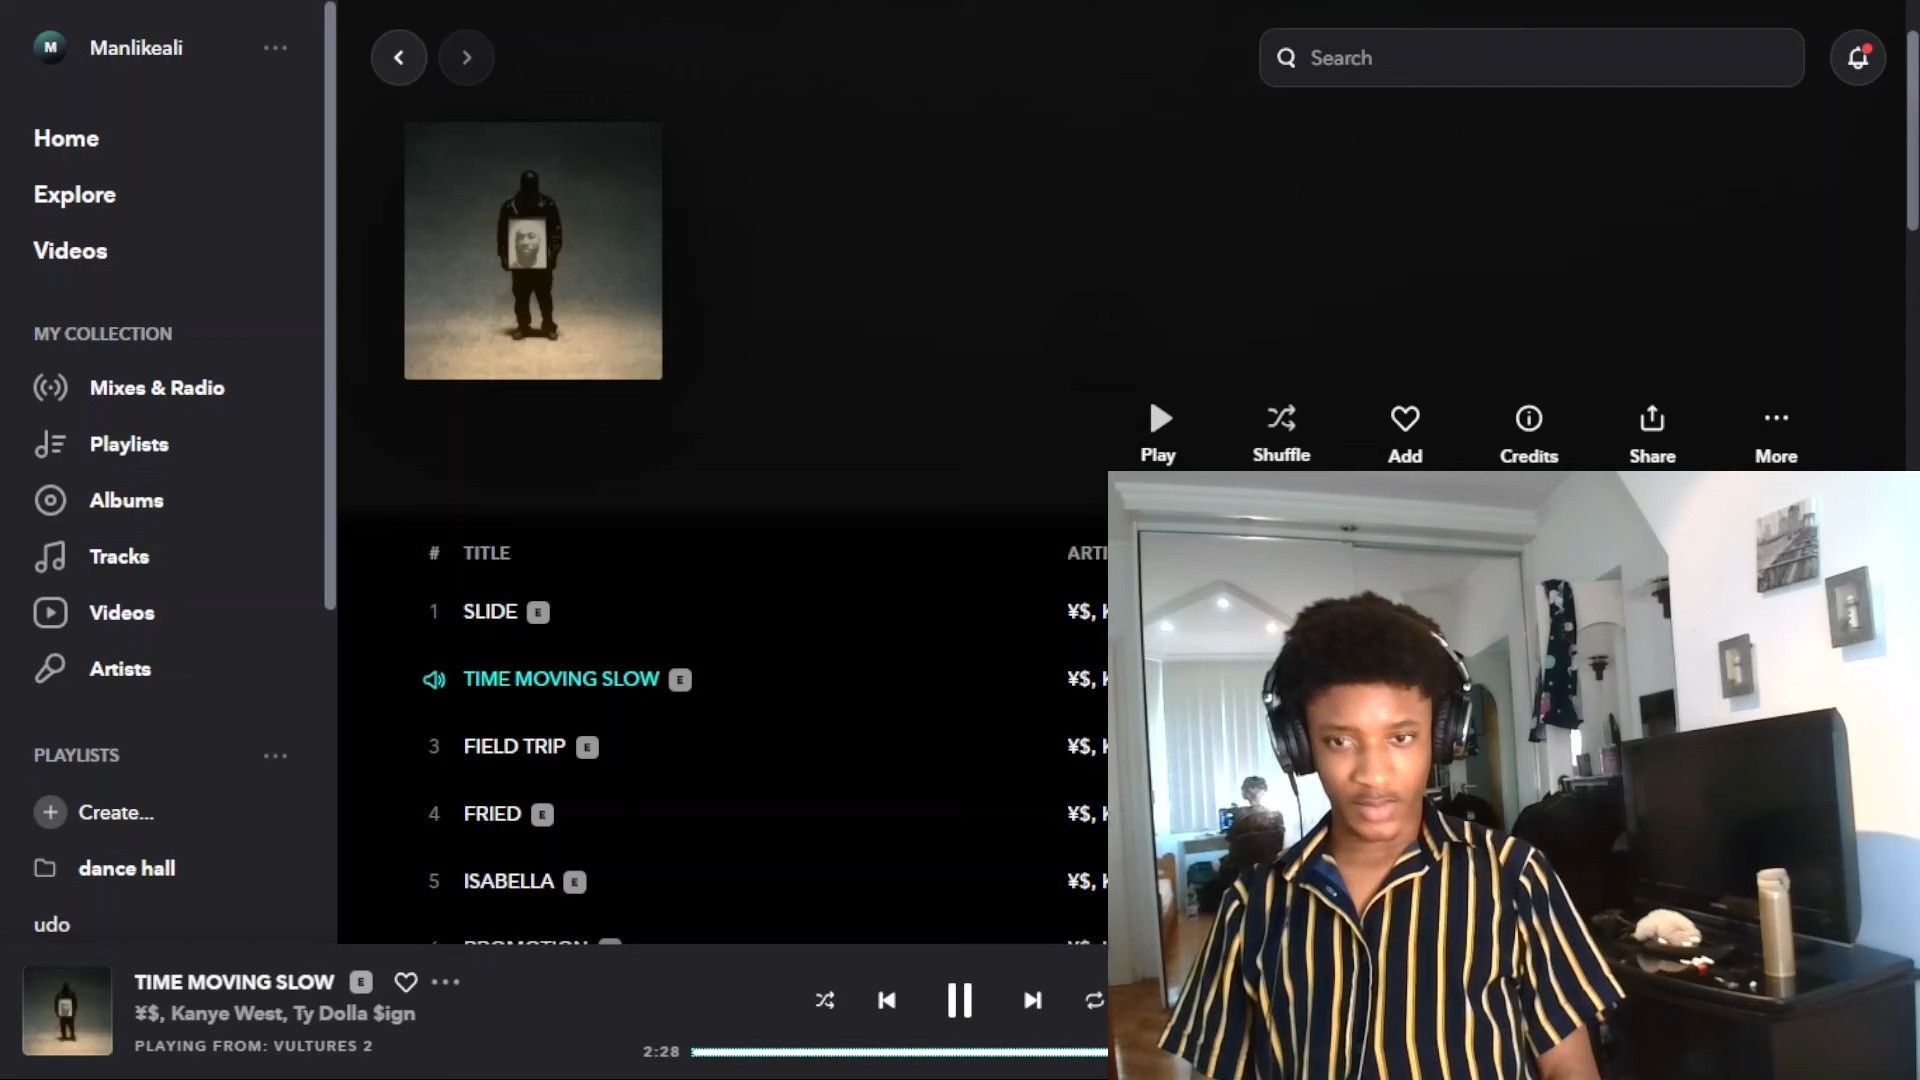 M Manlikeali
Home
Explore
Videos
MY COLLECTION
Mixes & Radio
Playlists
Albums
Tracks
Videos
Artists
PLAYLISTS
Create...
dance hall
udo
Search
Play Shuffle Add Credits Share More
# TITLE ARTI
1 SLIDE E ¥$, K
TIME MOVING SLOW E ¥$, K
3 FIELD TRIP E ¥$, K
4 FRIED E ¥$, K
5 ISABELLA E ¥$, K
PROMOTION
TIME MOVING SLOW E
¥$, Kanye West, Ty Dolla $ign
PLAYING FROM: VULTURES 2
2:28